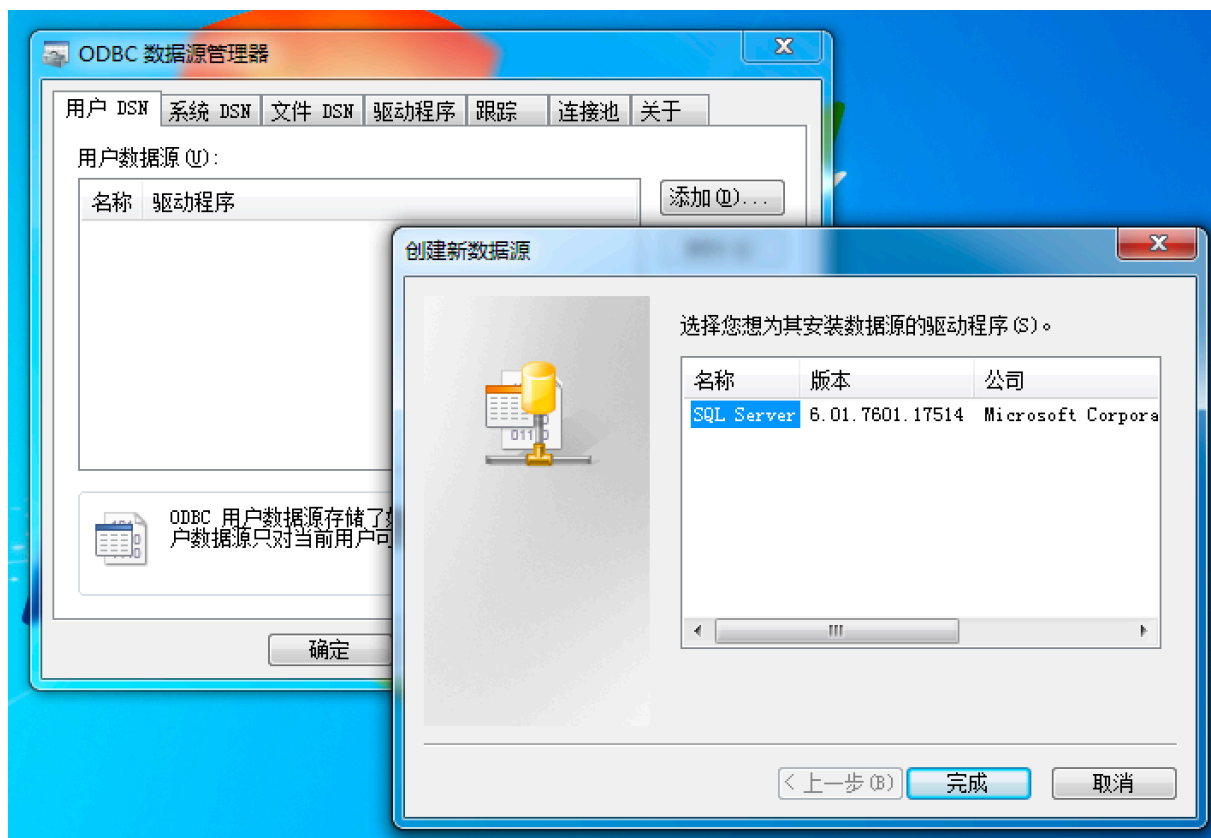 ODBC 数据源管理器
用户 DSN 系统 DSN 文件 DSN 驱动程序 跟踪 连接池 关于
用户数据源(U):
名称 驱动程序
添加(D)...
创建新数据源
选择您想为其安装数据源的驱动程序(S)。
名称 版本 公司
SQL Server 6.01.7601.17514 Microsoft Corpora
ODBC 用户数据源存储了
户数据源只对当前用户可
确定
<上一步(B) 完成 取消